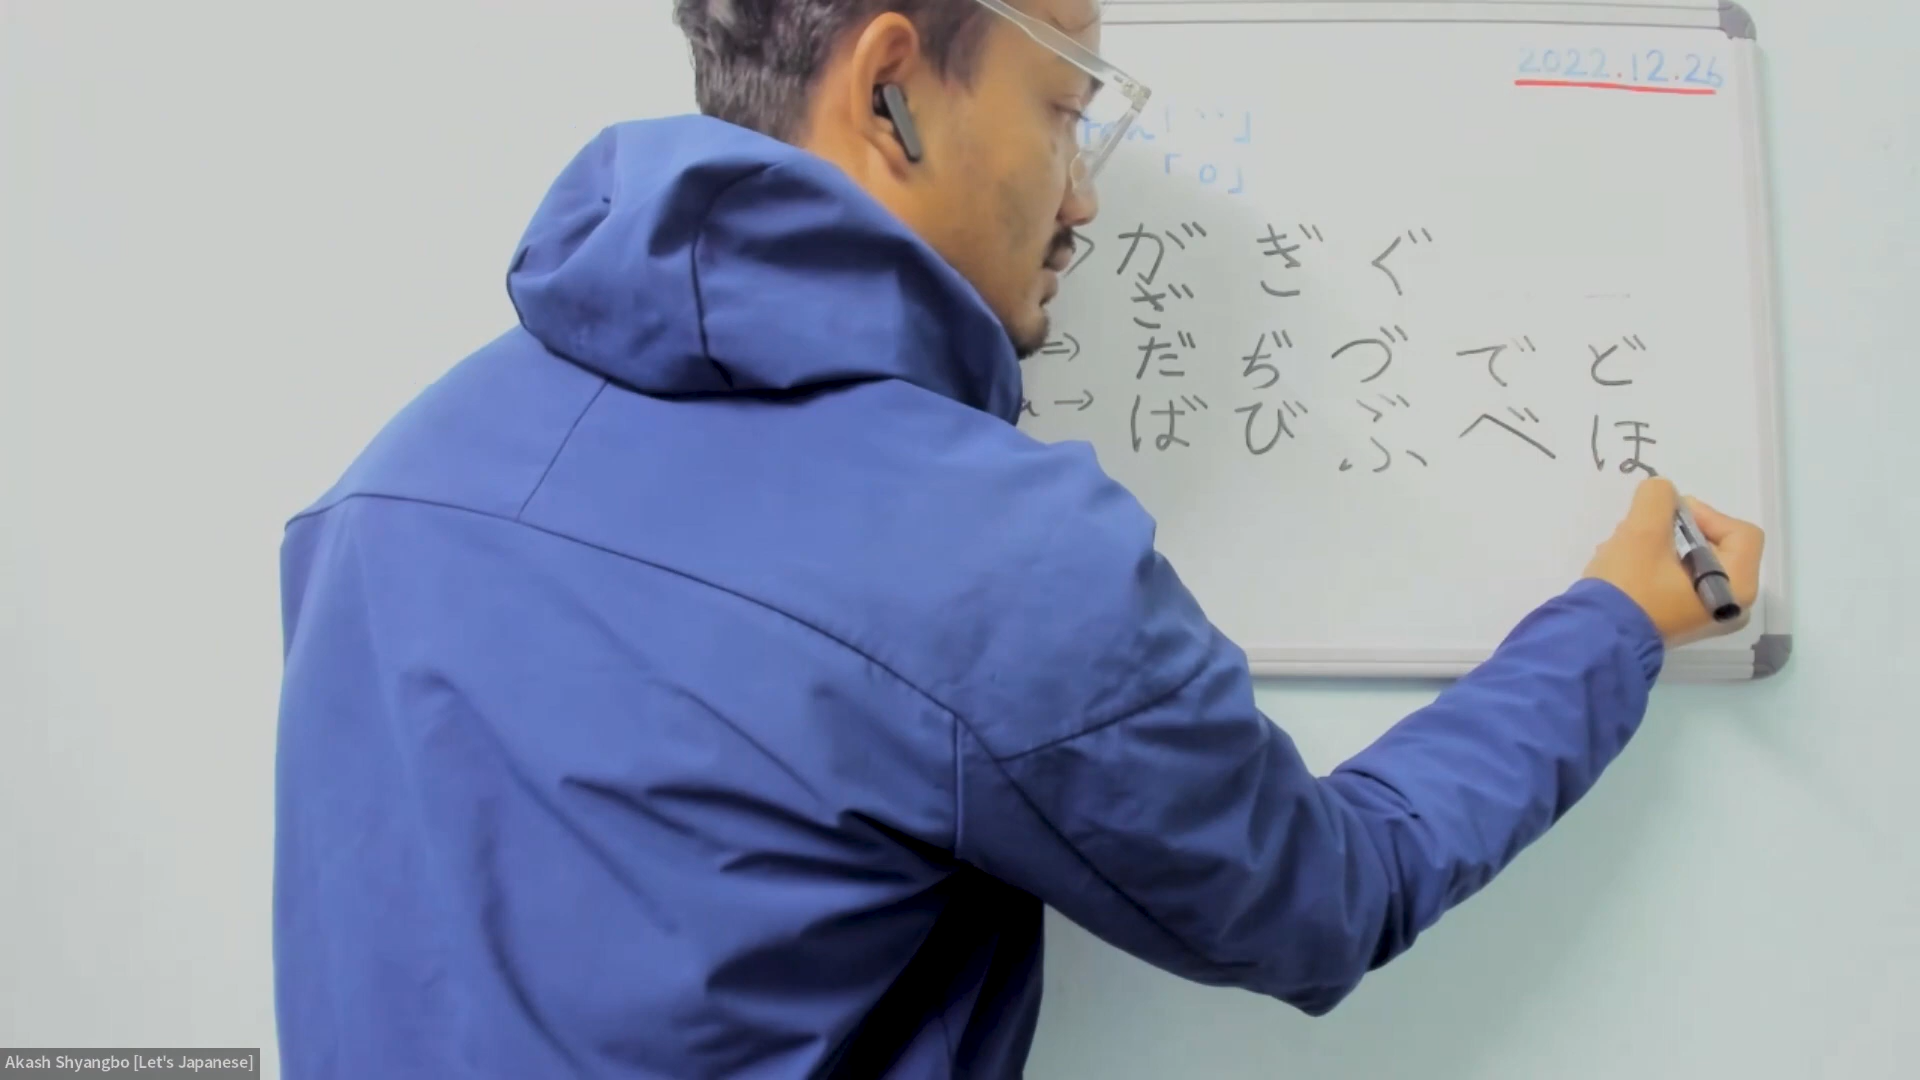 2022.12.26
「゛」
「○」
がぎぐ
ざ
⇒ だぢづでど
→ ばびぶべほ
Akash Shyangbo [Let's Japanese]